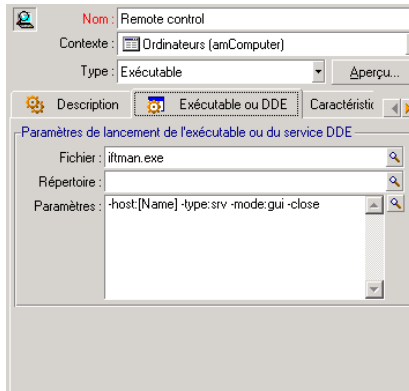 Nom : Remote control
Contexte : Ordinateurs (amComputer)
Type : Exécutable Aperçu...
Description Exécutable ou DDE Caractéristic
Paramètres de lancement de l'exécutable ou du service DDE
Fichier : iftman.exe
Répertoire :
Paramètres : -host:[Name] -type:srv -mode:gui -close